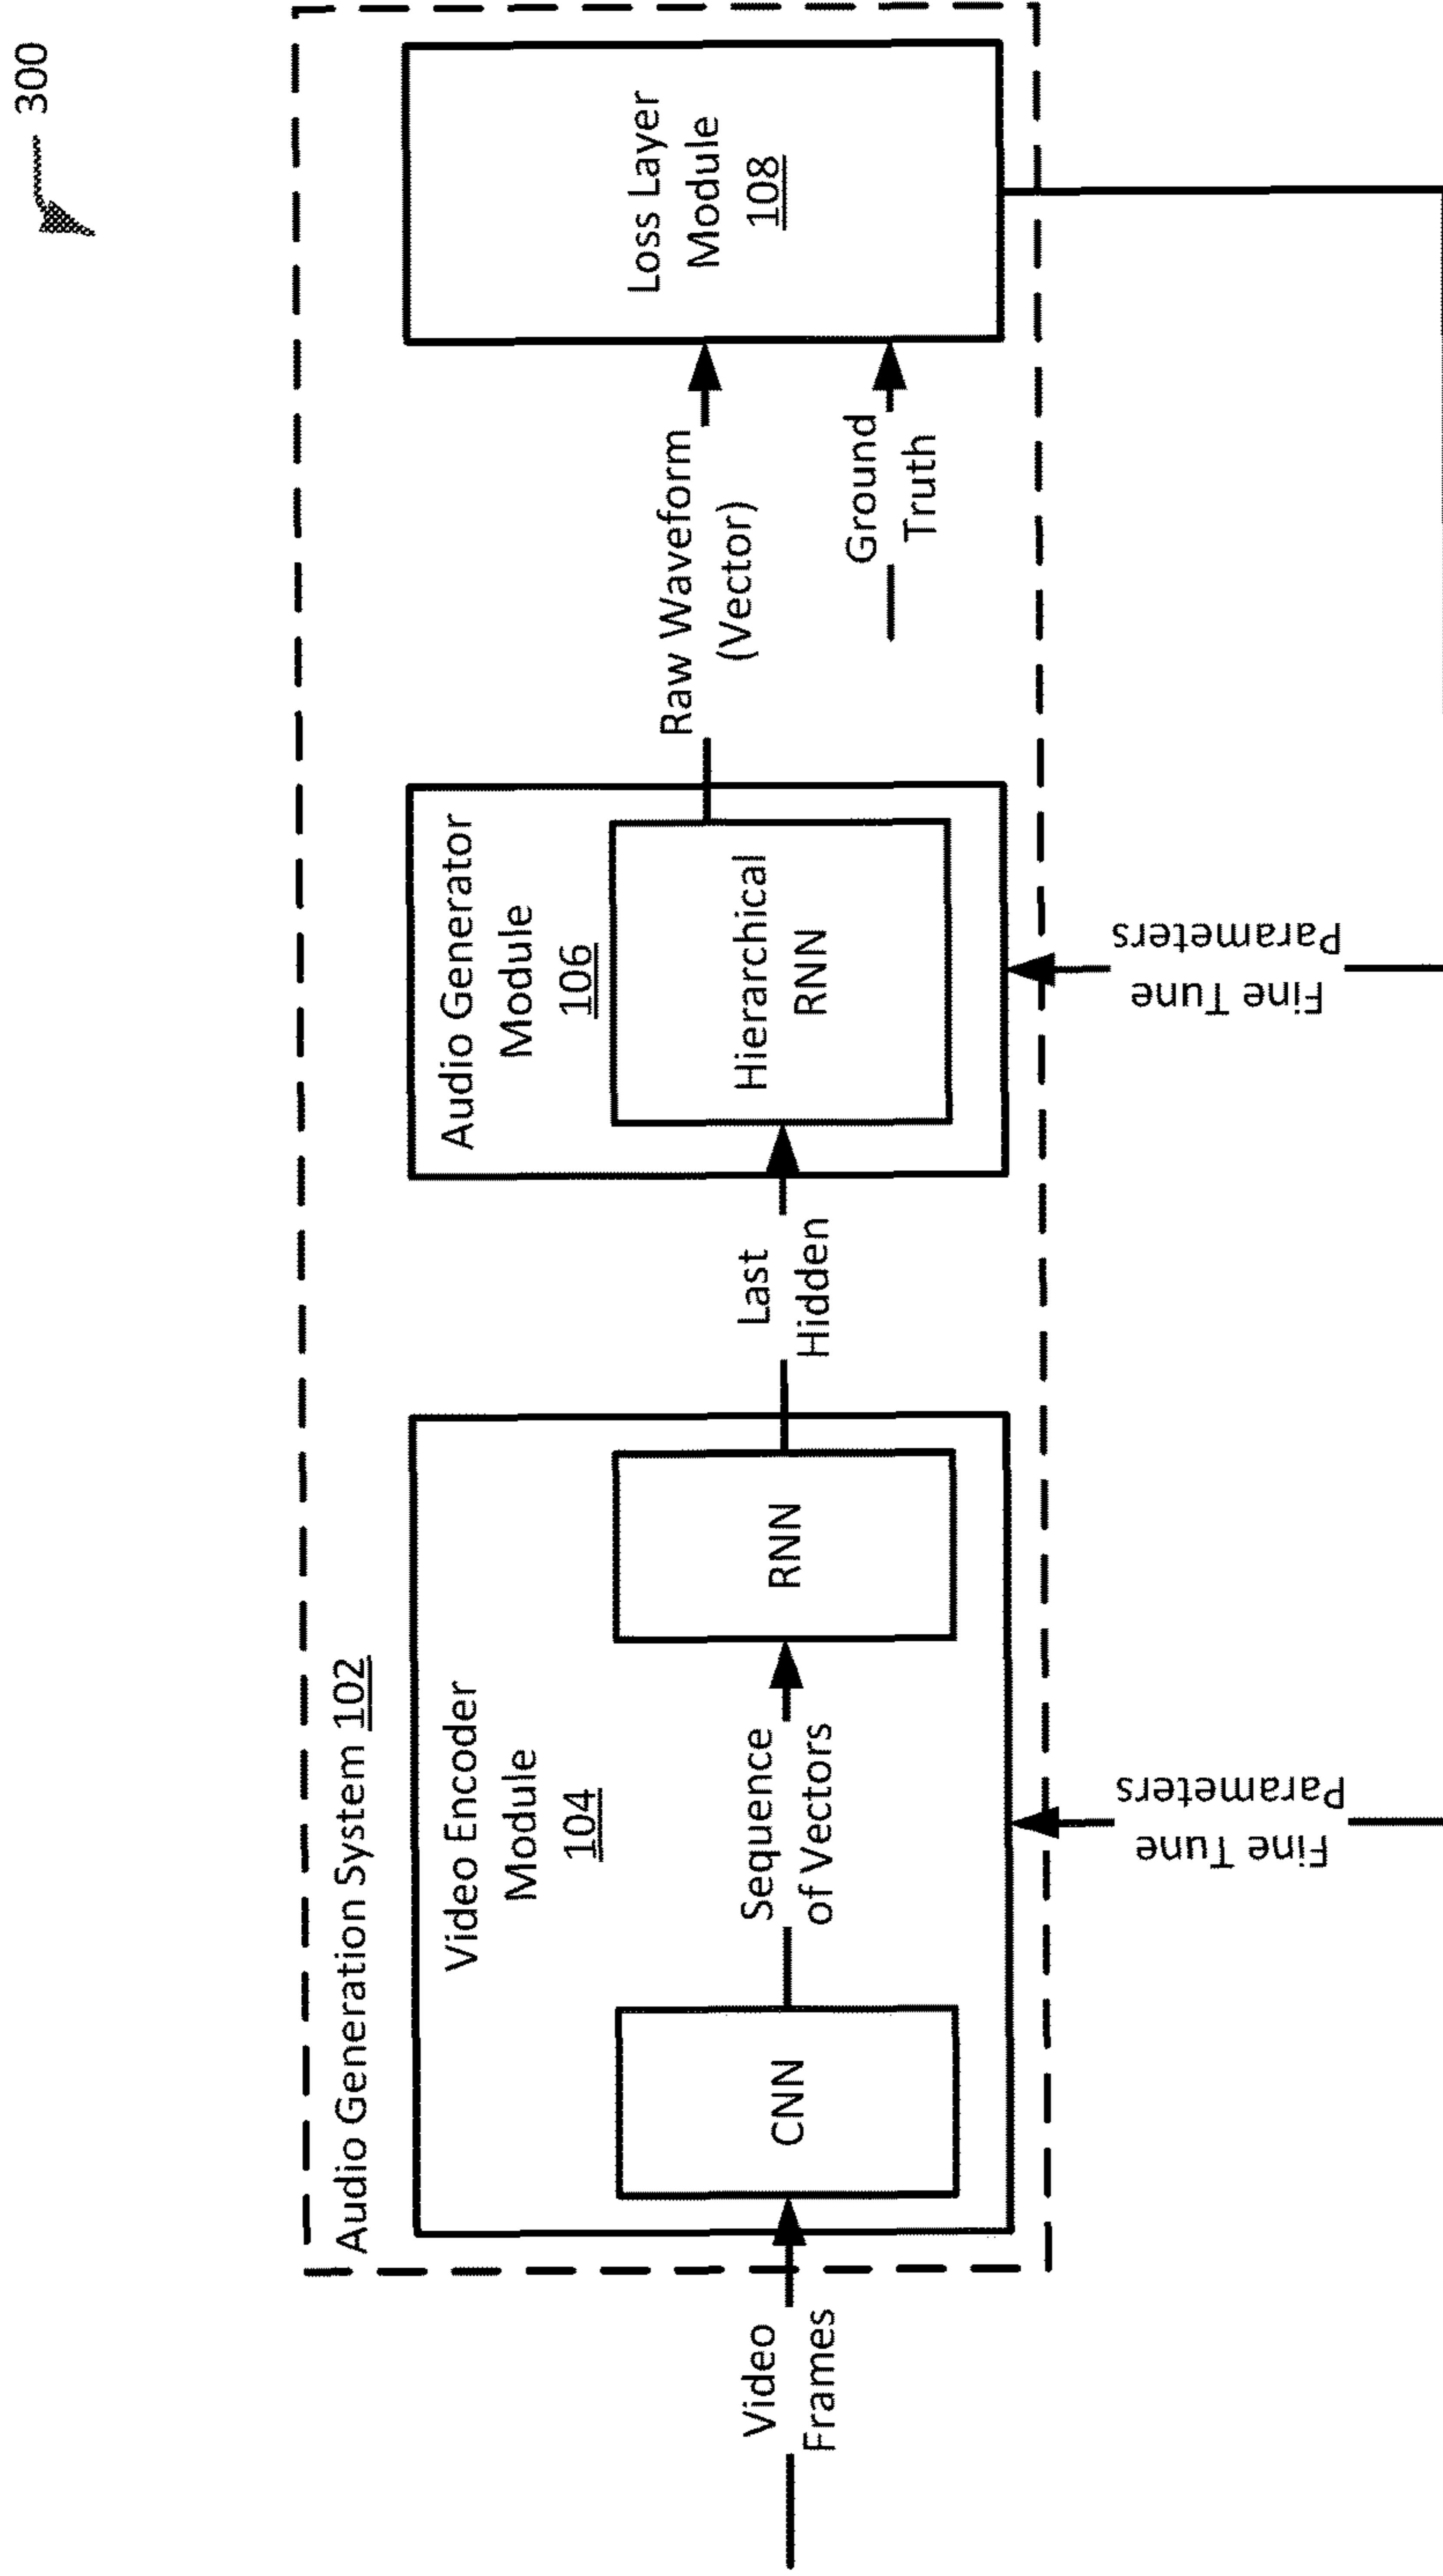 300
Audio Generation System 102
Video
Frames
Video Encoder
Module
104
CNN
Sequence
of Vectors
RNN
Last
Hidden
Audio Generator
Module
106
Hierarchical
RNN
Raw Waveform
(Vector)
Ground
Truth
Loss Layer
Module
108
Fine Tune
Parameters
Fine Tune
Parameters